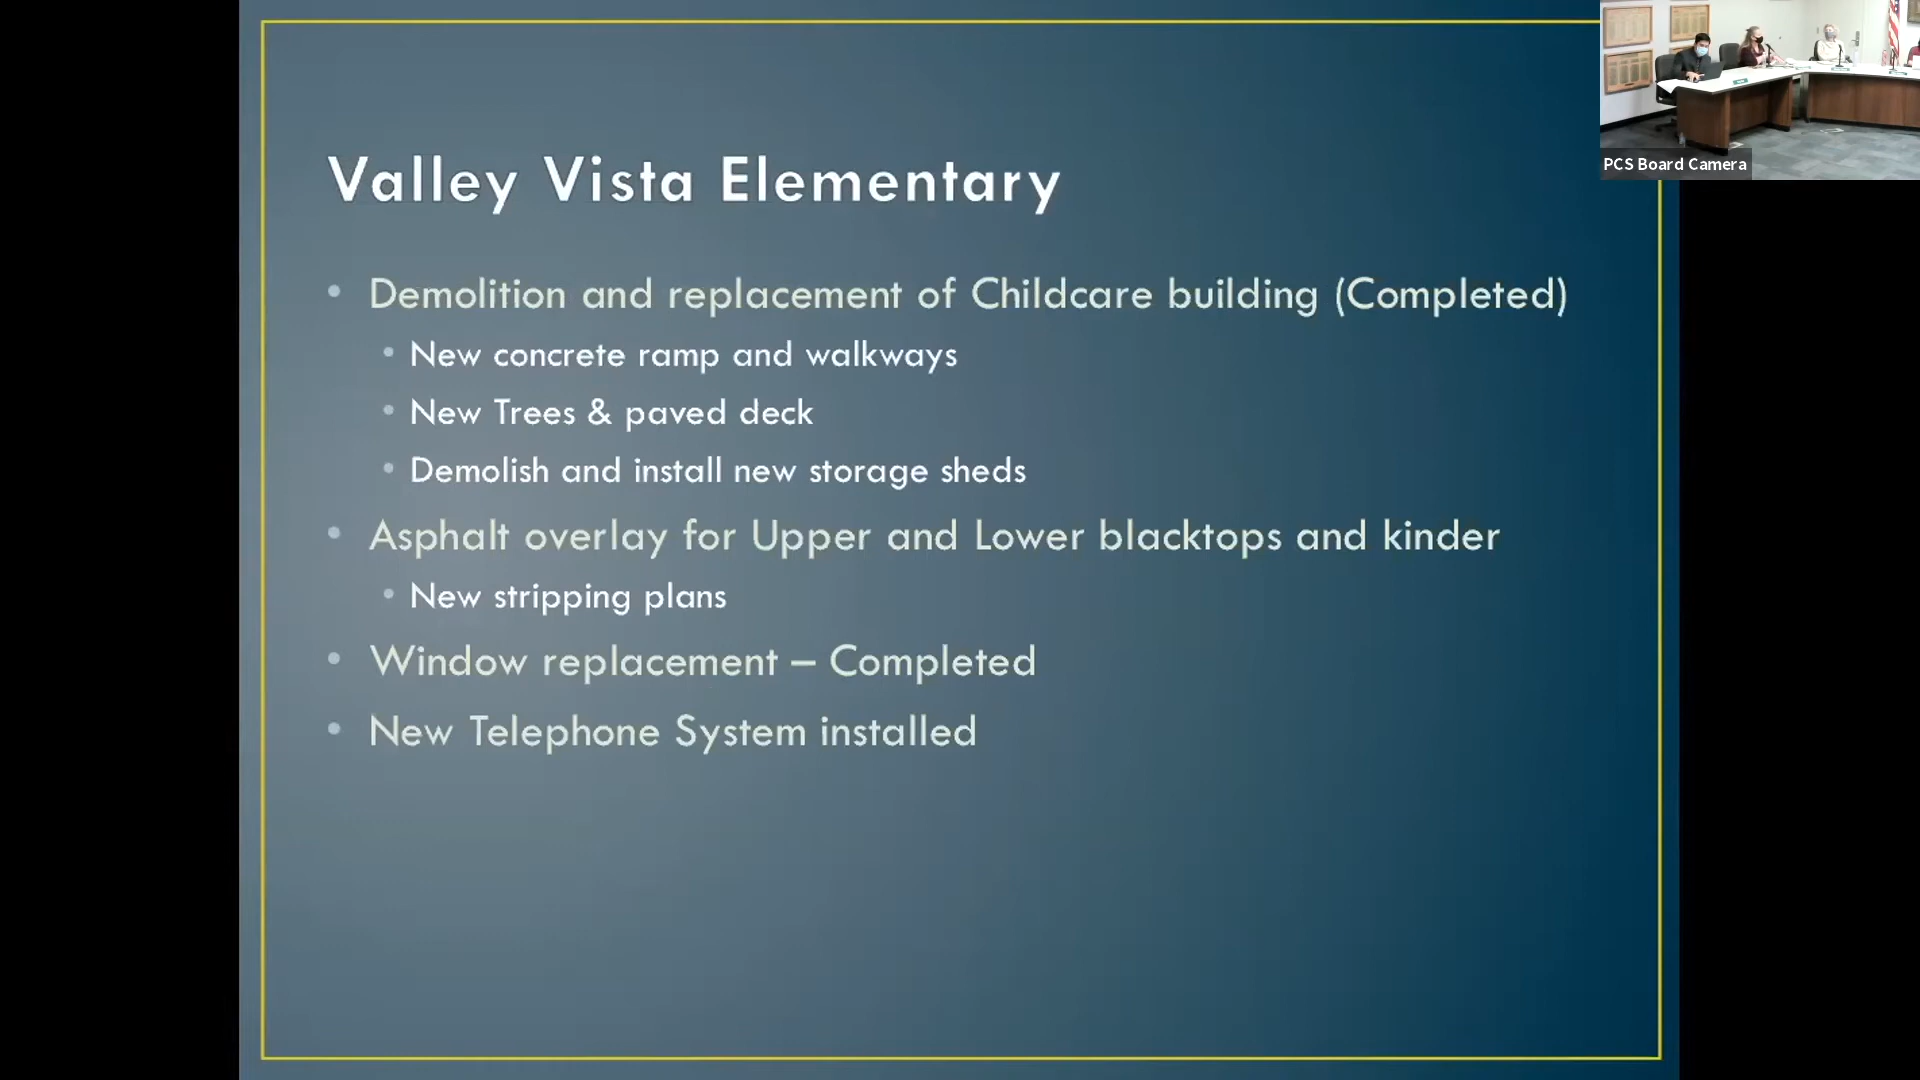 Valley Vista Elementary
• Demolition and replacement of Childcare building (Completed)
• New concrete ramp and walkways
• New Trees & paved deck
• Demolish and install new storage sheds
• Asphalt overlay for Upper and Lower blacktops and kinder
• New stripping plans
• Window replacement – Completed
• New Telephone System installed
PCS Board Camera